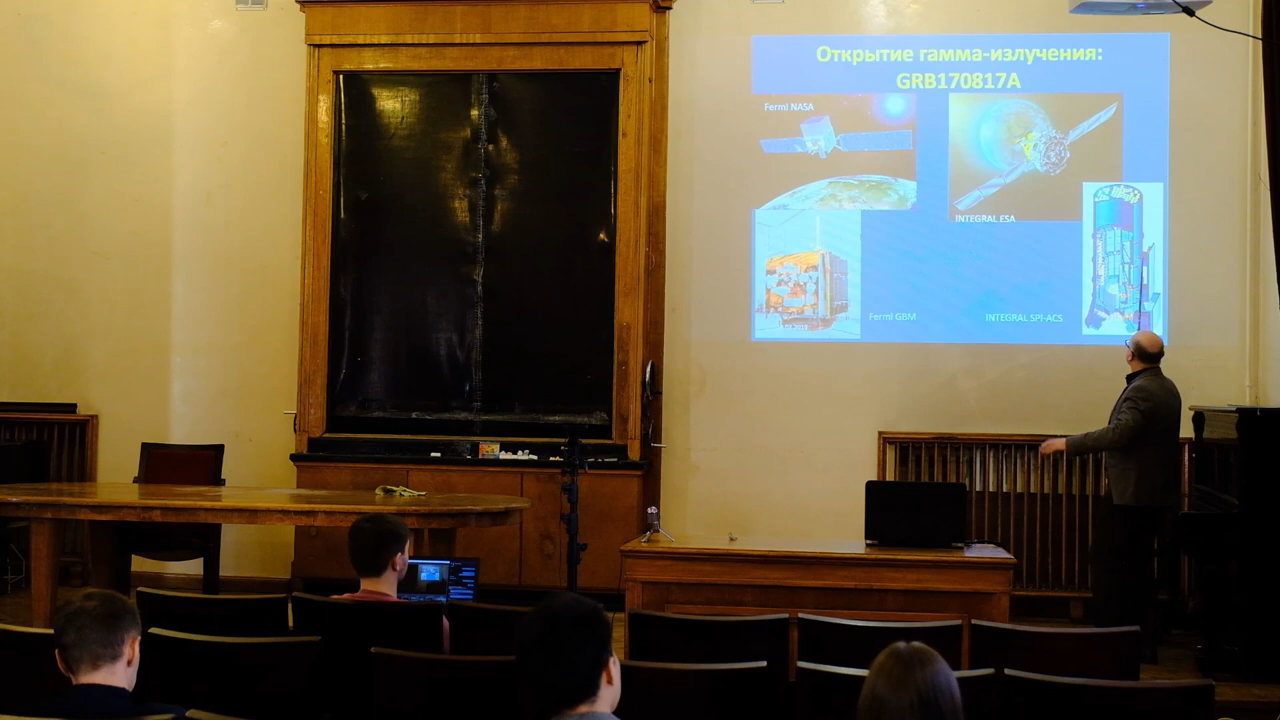 Открытие гамма-излучения:
GRB170817A
Fermi NASA
INTEGRAL ESA
Fermi GBM
INTEGRAL SPI-ACS